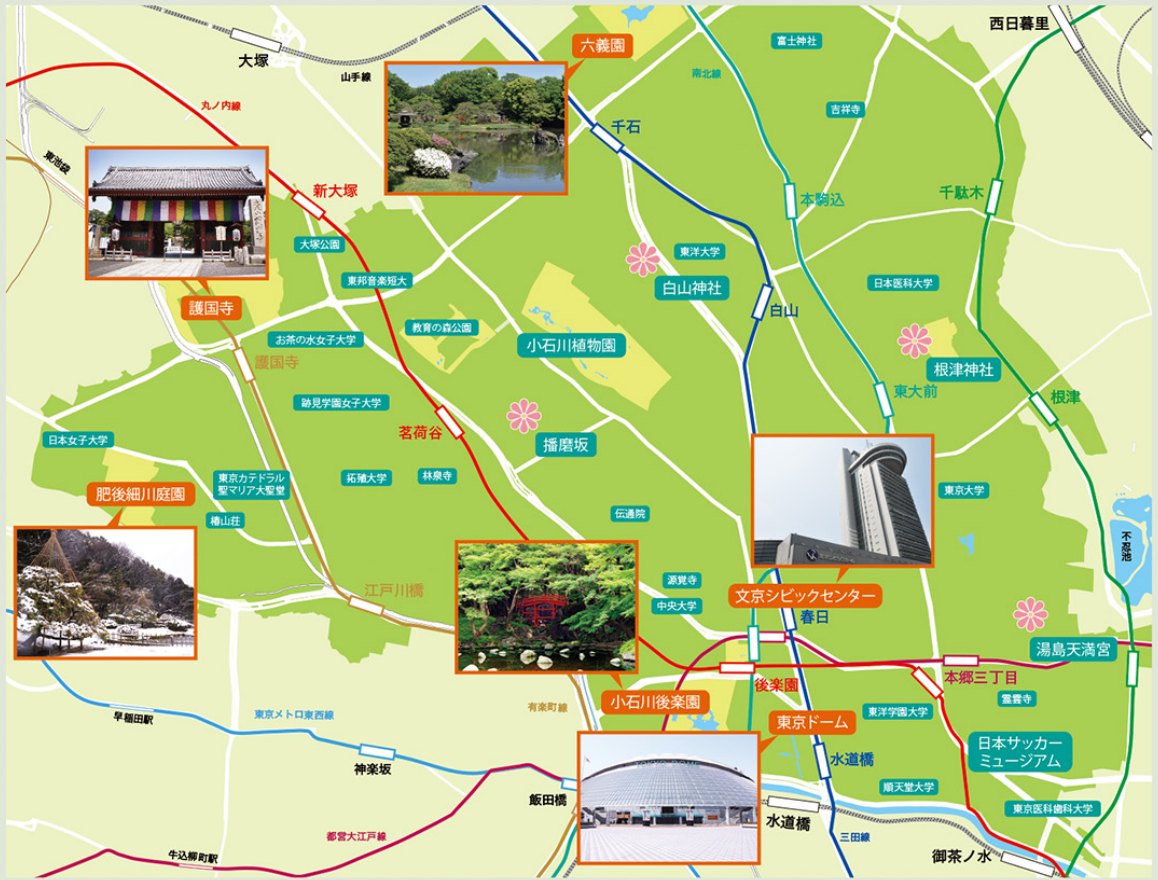 西日暮里
六義園
富士神社
大塚
山手線
南北線
丸ノ内線
吉祥寺
千石
東池袋
新大塚
千駄木
本駒込
大塚公園
東洋大学
東邦音楽短大
白山神社
日本医科大学
護国寺
白山
教育の森公園
お茶の水女子大学
小石川植物園
護国寺
根津神社
東大前
根津
跡見学園女子大学
茗荷谷
播磨坂
日本女子大学
東京カテドラル
聖マリア大聖堂
拓殖大学
林泉寺
肥後細川庭園
東京大学
椿山荘
伝通院
不忍池
源覚寺
江戸川橋
文京シビックセンター
中央大学
春日
湯島天満宮
後楽園
本郷三丁目
小石川後楽園
霊雲寺
有楽町線
東洋学園大学
早稲田駅
東京メトロ東西線
東京ドーム
日本サッカー
ミュージアム
水道橋
TOKYO DOME
神楽坂
順天堂大学
飯田橋
東京医科歯科大学
水道橋
都営大江戸線
三田線
牛込柳町駅
御茶ノ水